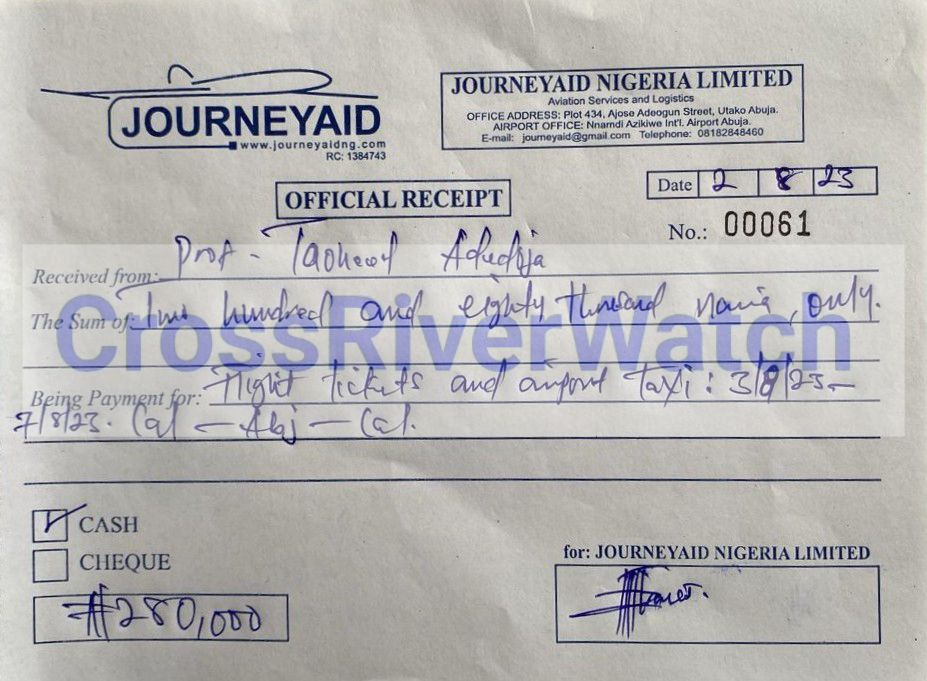 JOURNEYAID
www.journeyaidng.com
RC: 1384743
JOURNEYAID NIGERIA LIMITED
Aviation Services and Logistics
OFFICE ADDRESS: Plot 434, Ajose Adeogun Street, Utako Abuja.
AIRPORT OFFICE: Nnamdi Azikiwe Int'l. Airport Abuja.
E-mail: journeyaid@gmail.com Telephone: 08182848460
OFFICIAL RECEIPT
Date 2 8 23
No.: 00061
Received from: Prof - Taoheed Adedoja
The Sum of: Two hundred and eighty thousand naira, only.
CrossRiverWatch
Being Payment for: Flight tickets and airport Taxi: 3/8/23 -
7/8/23. Cal - Abj - Cal.
CASH
CHEQUE
₦280,000
for: JOURNEYAID NIGERIA LIMITED